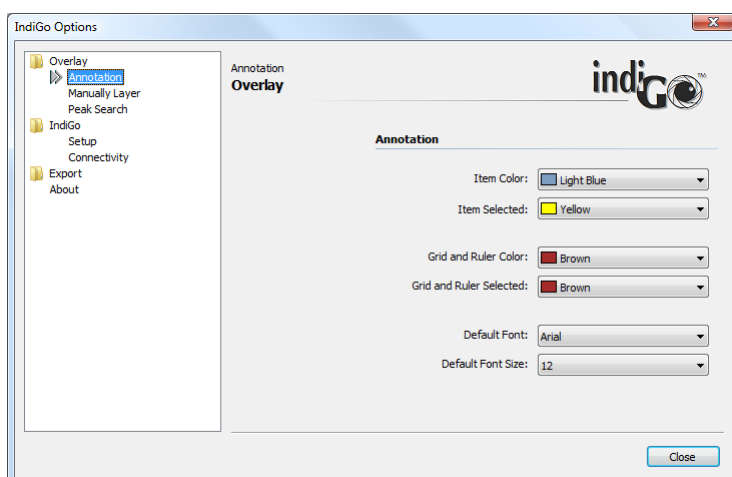 IndiGo Options
Overlay
Annotation
Manually Layer
Peak Search
IndiGo
Setup
Connectivity
Export
About
Annotation
Overlay
indiGo™
Annotation
Item Color: Light Blue
Item Selected: Yellow
Grid and Ruler Color: Brown
Grid and Ruler Selected: Brown
Default Font: Arial
Default Font Size: 12
Close